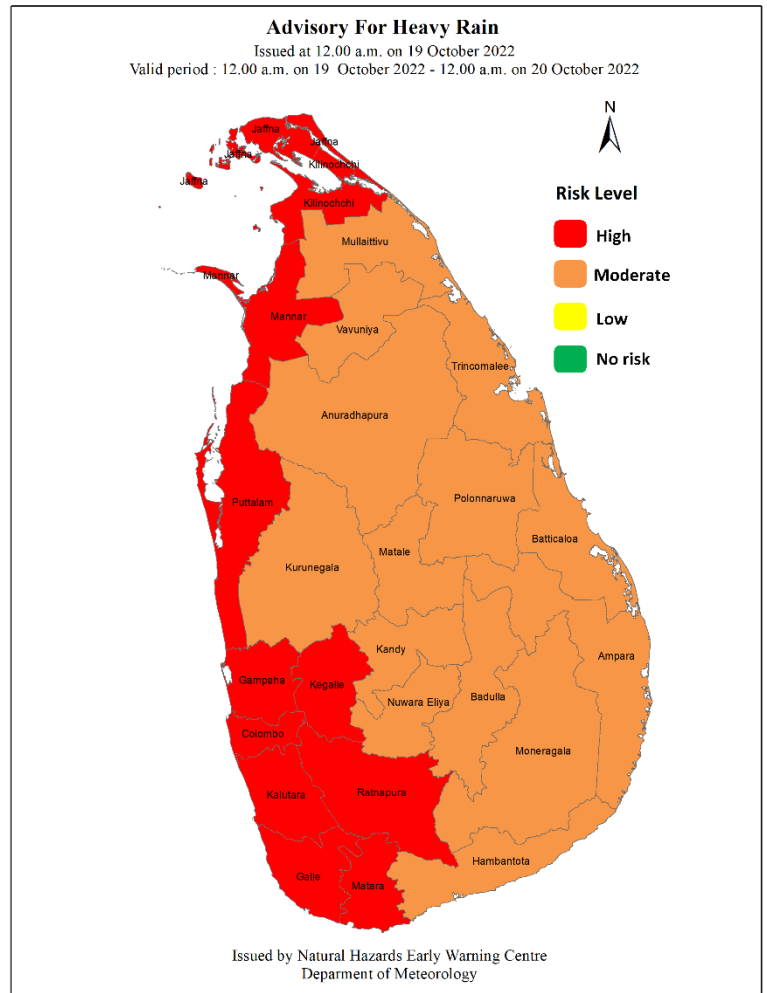 Advisory For Heavy Rain
Issued at 12.00 a.m. on 19 October 2022
Valid period : 12.00 a.m. on 19 October 2022 - 12.00 a.m. on 20 October 2022
N
Risk Level
High
Moderate
Low
No risk
Jaffna
Jaffna
Jaffna
Kilinochchi
Jaffna
Kilinochchi
Mullaittivu
Mannar
Mannar
Vavuniya
Trincomalee
Anuradhapura
Puttalam
Polonnaruwa
Batticaloa
Matale
Kurunegala
Kandy
Ampara
Gampaha
Kegalle
Nuwara Eliya
Badulla
Colombo
Moneragala
Kalutara
Ratnapura
Hambantota
Galle
Matara
Issued by Natural Hazards Early Warning Centre
Deparment of Meteorology